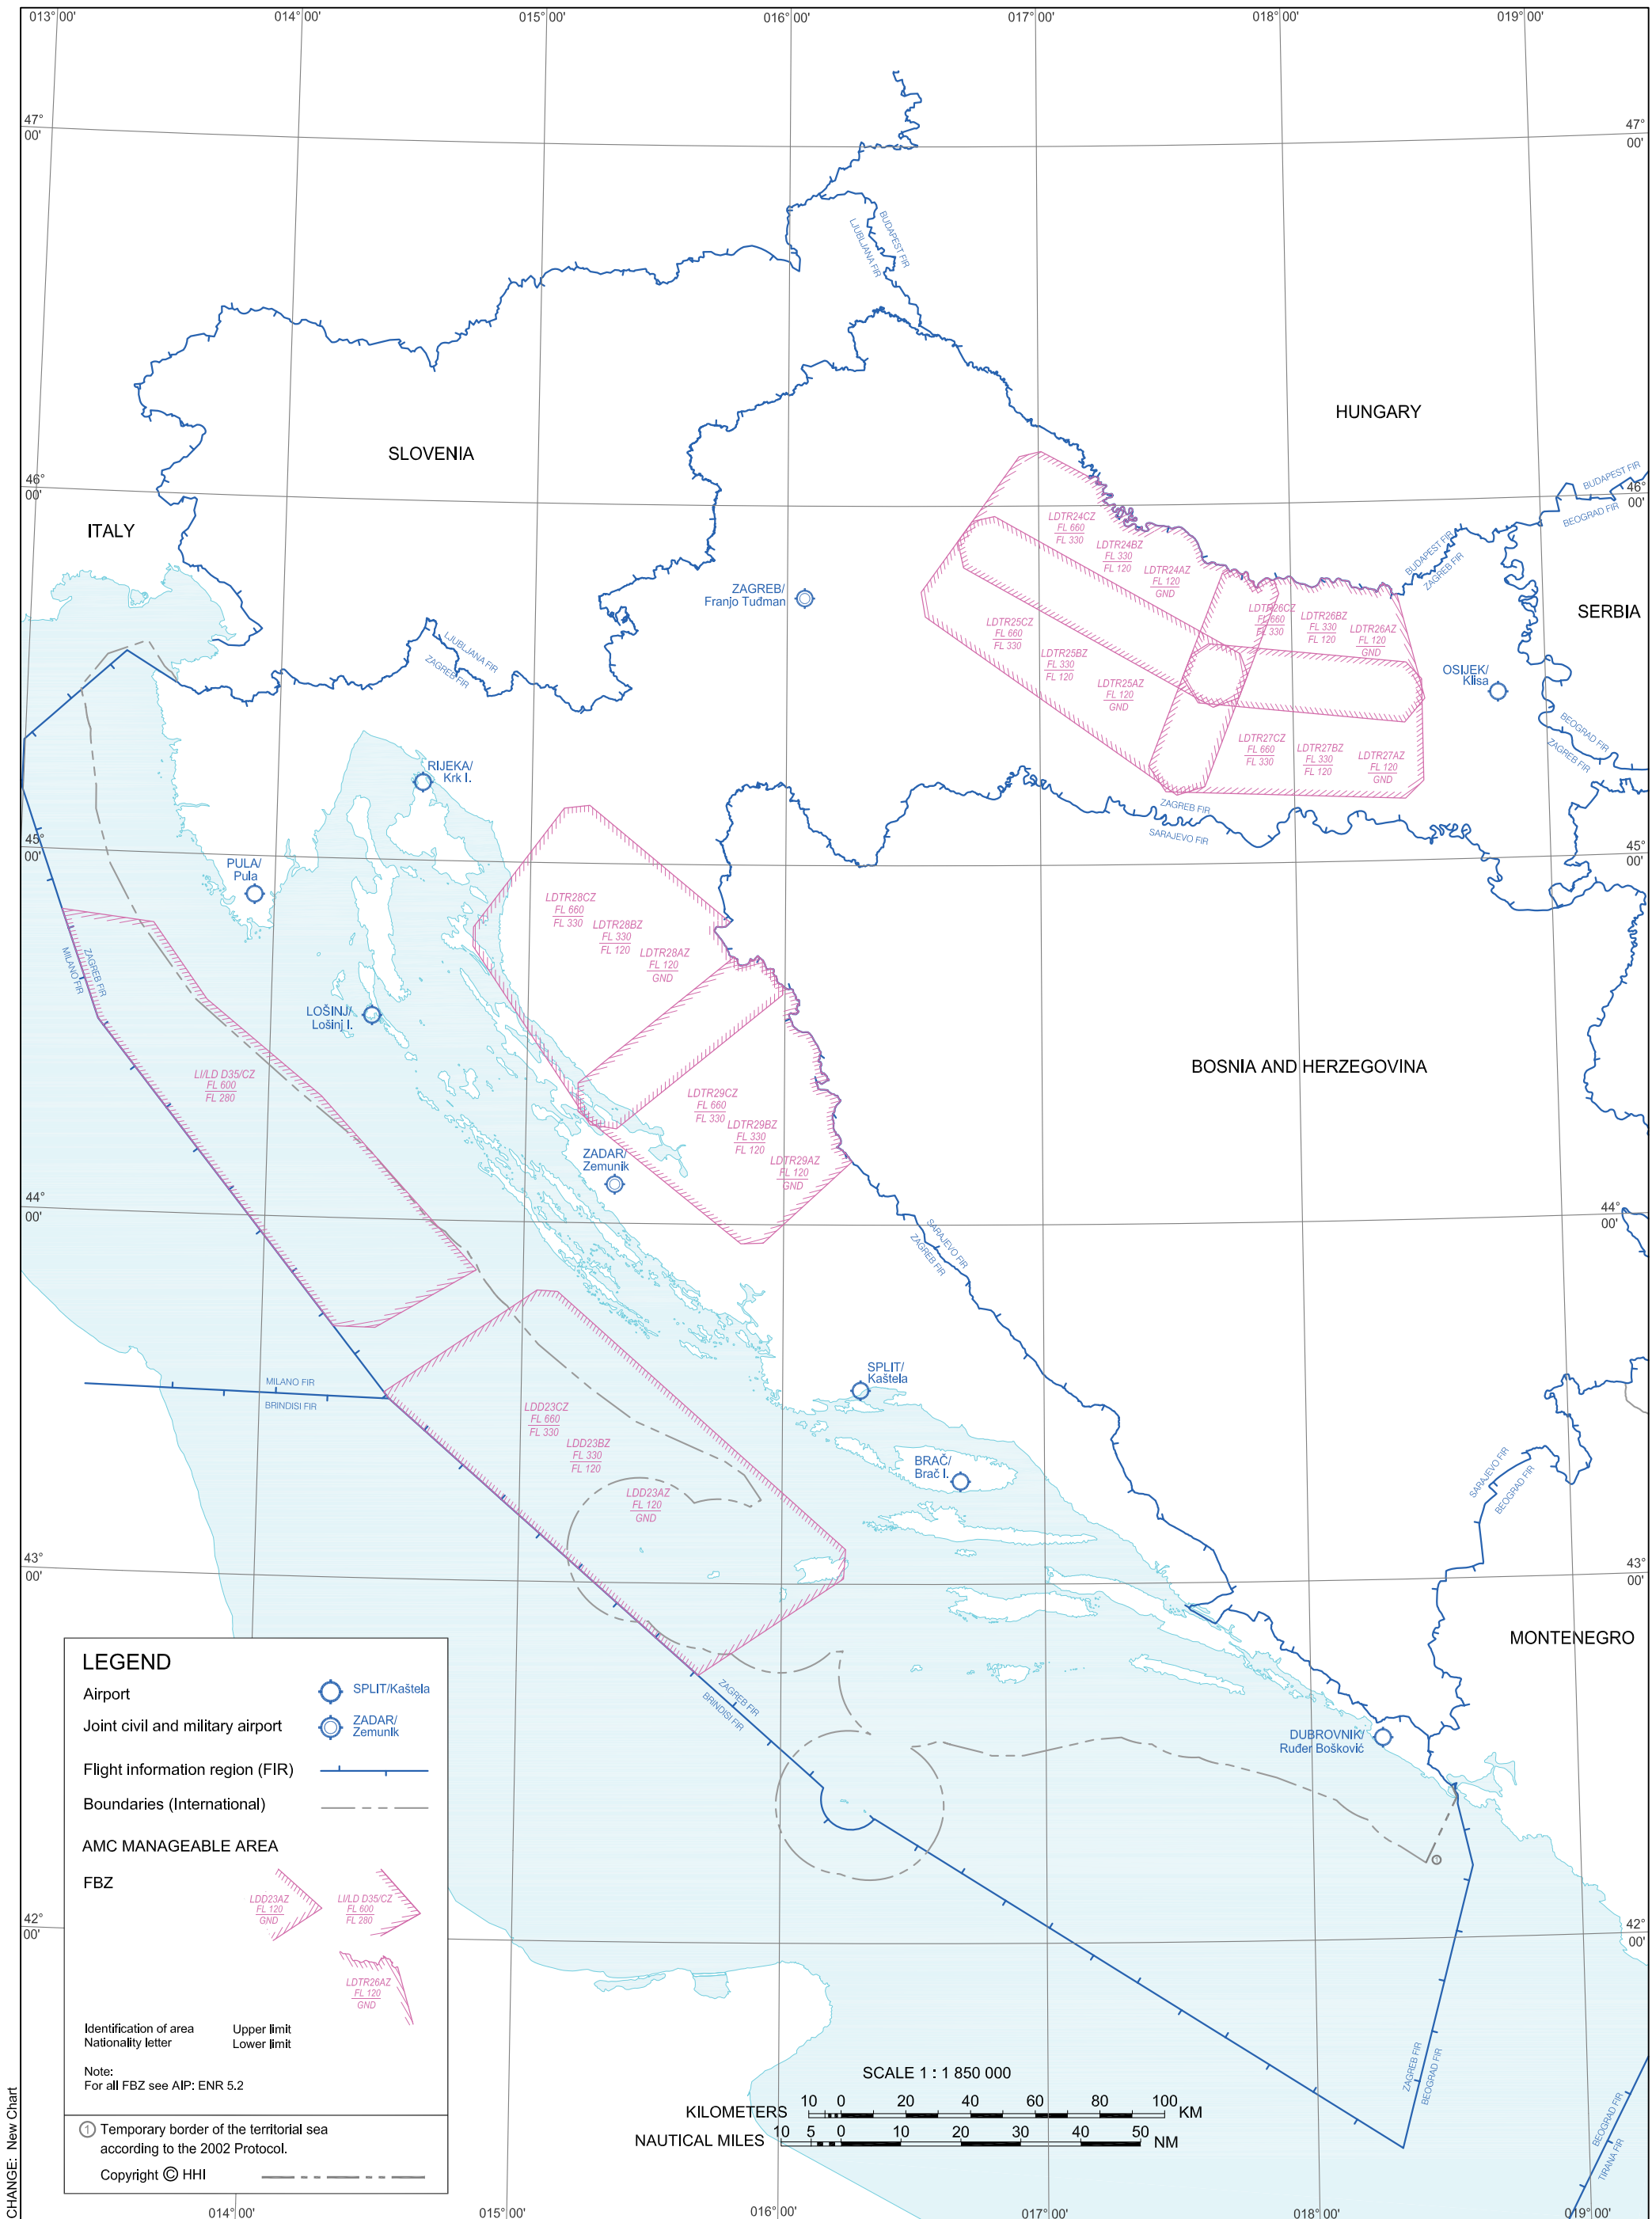 013° 00'
014° 00'
015° 00'
016° 00'
017° 00'
018° 00'
019° 00'
47°
00'
47°
00'
BUDAPEST FIR
LJUBLJANA FIR
HUNGARY
SLOVENIA
46°
00'
46°
00'
BUDAPEST FIR
BEOGRAD FIR
ITALY
LDTR24CZ
FL 660
FL 330
LDTR24BZ
FL 330
FL 120
LDTR24AZ
FL 120
GND
BUDAPEST FIR
ZAGREB FIR
ZAGREB/
Franjo Tuđman
SERBIA
LDTR25CZ
FL 660
FL 330
LDTR25BZ
FL 330
FL 120
LDTR25AZ
FL 120
GND
LDTR26CZ
FL 660
FL 330
LDTR26BZ
FL 330
FL 120
LDTR26AZ
FL 120
GND
OSIJEK/
Klisa
LJUBLJANA FIR
ZAGREB FIR
BEOGRAD FIR
ZAGREB FIR
LDTR27CZ
FL 660
FL 330
LDTR27BZ
FL 330
FL 120
LDTR27AZ
FL 120
GND
RIJEKA/
Krk I.
ZAGREB FIR
SARAJEVO FIR
45°
00'
45°
00'
PULA/
Pula
LDTR28CZ
FL 660
FL 330
LDTR28BZ
FL 330
FL 120
LDTR28AZ
FL 120
GND
ZAGREB FIR
MILANO FIR
LOŠINJ/
Lošinj I.
LI/LD D35/CZ
FL 600
FL 280
BOSNIA AND HERZEGOVINA
LDTR29CZ
FL 660
FL 330
LDTR29BZ
FL 330
FL 120
LDTR29AZ
FL 120
GND
ZADAR/
Zemunik
44°
00'
44°
00'
SARAJEVO FIR
ZAGREB FIR
SPLIT/
Kaštela
MILANO FIR
BRINDISI FIR
LDD23CZ
FL 660
FL 330
LDD23BZ
FL 330
FL 120
LDD23AZ
FL 120
GND
BRAČ/
Brač I.
SARAJEVO FIR
BEOGRAD FIR
43°
00'
43°
00'
MONTENEGRO
ZAGREB FIR
BRINDISI FIR
DUBROVNIK/
Ruđer Bošković
1
LEGEND
Airport
SPLIT/Kaštela
Joint civil and military airport
ZADAR/
Zemunik
Flight information region (FIR)
Boundaries (International)
AMC MANAGEABLE AREA
FBZ
LDD23AZ
FL 120
GND
LI/LD D35/CZ
FL 600
FL 280
LDTR26AZ
FL 120
GND
Identification of area
Nationality letter
Upper limit
Lower limit
Note:
For all FBZ see AIP: ENR 5.2
1 Temporary border of the territorial sea
according to the 2002 Protocol.
Copyright © HHI
42°
00'
42°
00'
ZAGREB FIR
BEOGRAD FIR
BEOGRAD FIR
TIRANA FIR
SCALE 1 : 1 850 000
KILOMETERS 10 0 20 40 60 80 100 KM
NAUTICAL MILES 10 5 0 10 20 30 40 50 NM
014° 00'
015° 00'
016° 00'
017° 00'
018° 00'
019° 00'
CHANGE: New Chart